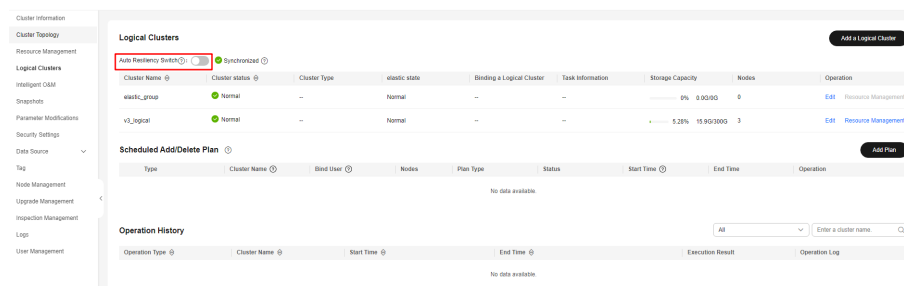 Cluster Information
Cluster Topology
Resource Management
Logical Clusters
Intelligent O&M
Snapshots
Parameter Modifications
Security Settings
Data Source
Tag
Node Management
Upgrade Management
Inspection Management
Logs
User Management
Logical Clusters
Add a Logical Cluster
Auto Resiliency Switch Synchronized
Cluster Name Cluster status Cluster Type elastic state Binding a Logical Cluster Task Information Storage Capacity Nodes Operation
elastic_group Normal -- Normal -- -- 0% 0.0G/0G 0 Edit Resource Management
v3_logical Normal -- Normal -- -- 5.28% 15.9G/300G 3 Edit Resource Management
Scheduled Add/Delete Plan Add Plan
Type Cluster Name Bind User Nodes Plan Type Status Start Time End Time Operation
No data available.
Operation History All Enter a cluster name.
Operation Type Cluster Name Start Time End Time Execution Result Operation Log
No data available.